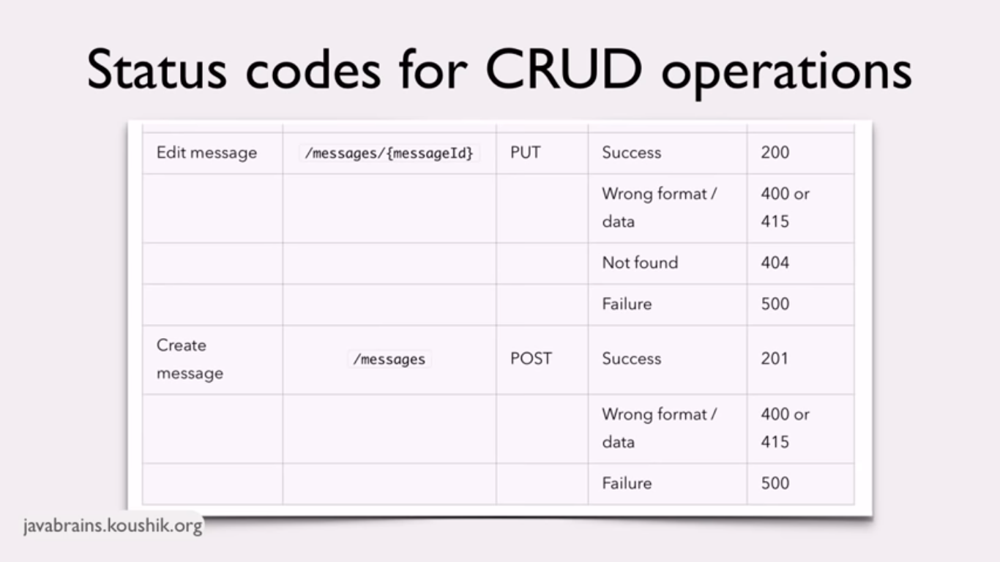 Status codes for CRUD operations
Edit message /messages/{messageId} PUT Success 200
Wrong format / 400 or
data 415
Not found 404
Failure 500
Create
message /messages POST Success 201
Wrong format / 400 or
data 415
Failure 500
javabrains.koushik.org